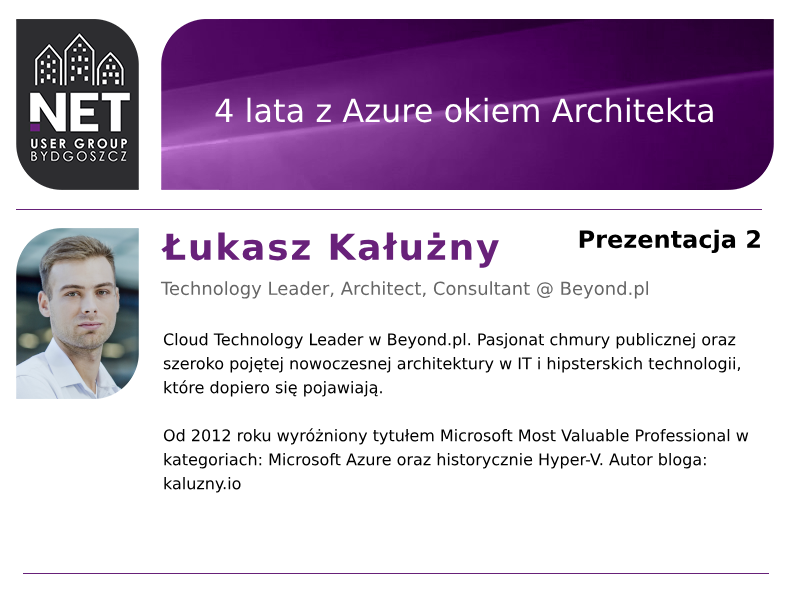 .NET
USER GROUP
BYDGOSZCZ
4 lata z Azure okiem Architekta
Łukasz Kałużny
Prezentacja 2
Technology Leader, Architect, Consultant @ Beyond.pl
Cloud Technology Leader w Beyond.pl. Pasjonat chmury publicznej oraz
szeroko pojętej nowoczesnej architektury w IT i hipsterskich technologii,
które dopiero się pojawiają.
Od 2012 roku wyróżniony tytułem Microsoft Most Valuable Professional w
kategoriach: Microsoft Azure oraz historycznie Hyper-V. Autor bloga:
kaluzny.io